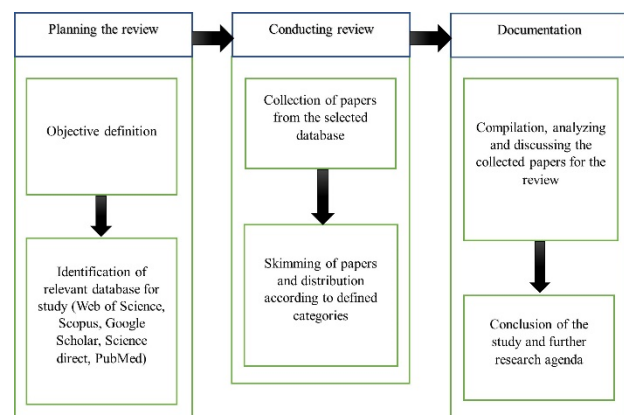 Planning the review
Objective definition
Identification of
relevant database for
study (Web of Science,
Scopus, Google
Scholar, Science
direct, PubMed)
Conducting review
Collection of papers
from the selected
database
Skimming of papers
and distribution
according to defined
categories
Documentation
Compilation, analyzing
and discussing the
collected papers for the
review
Conclusion of the
study and further
research agenda